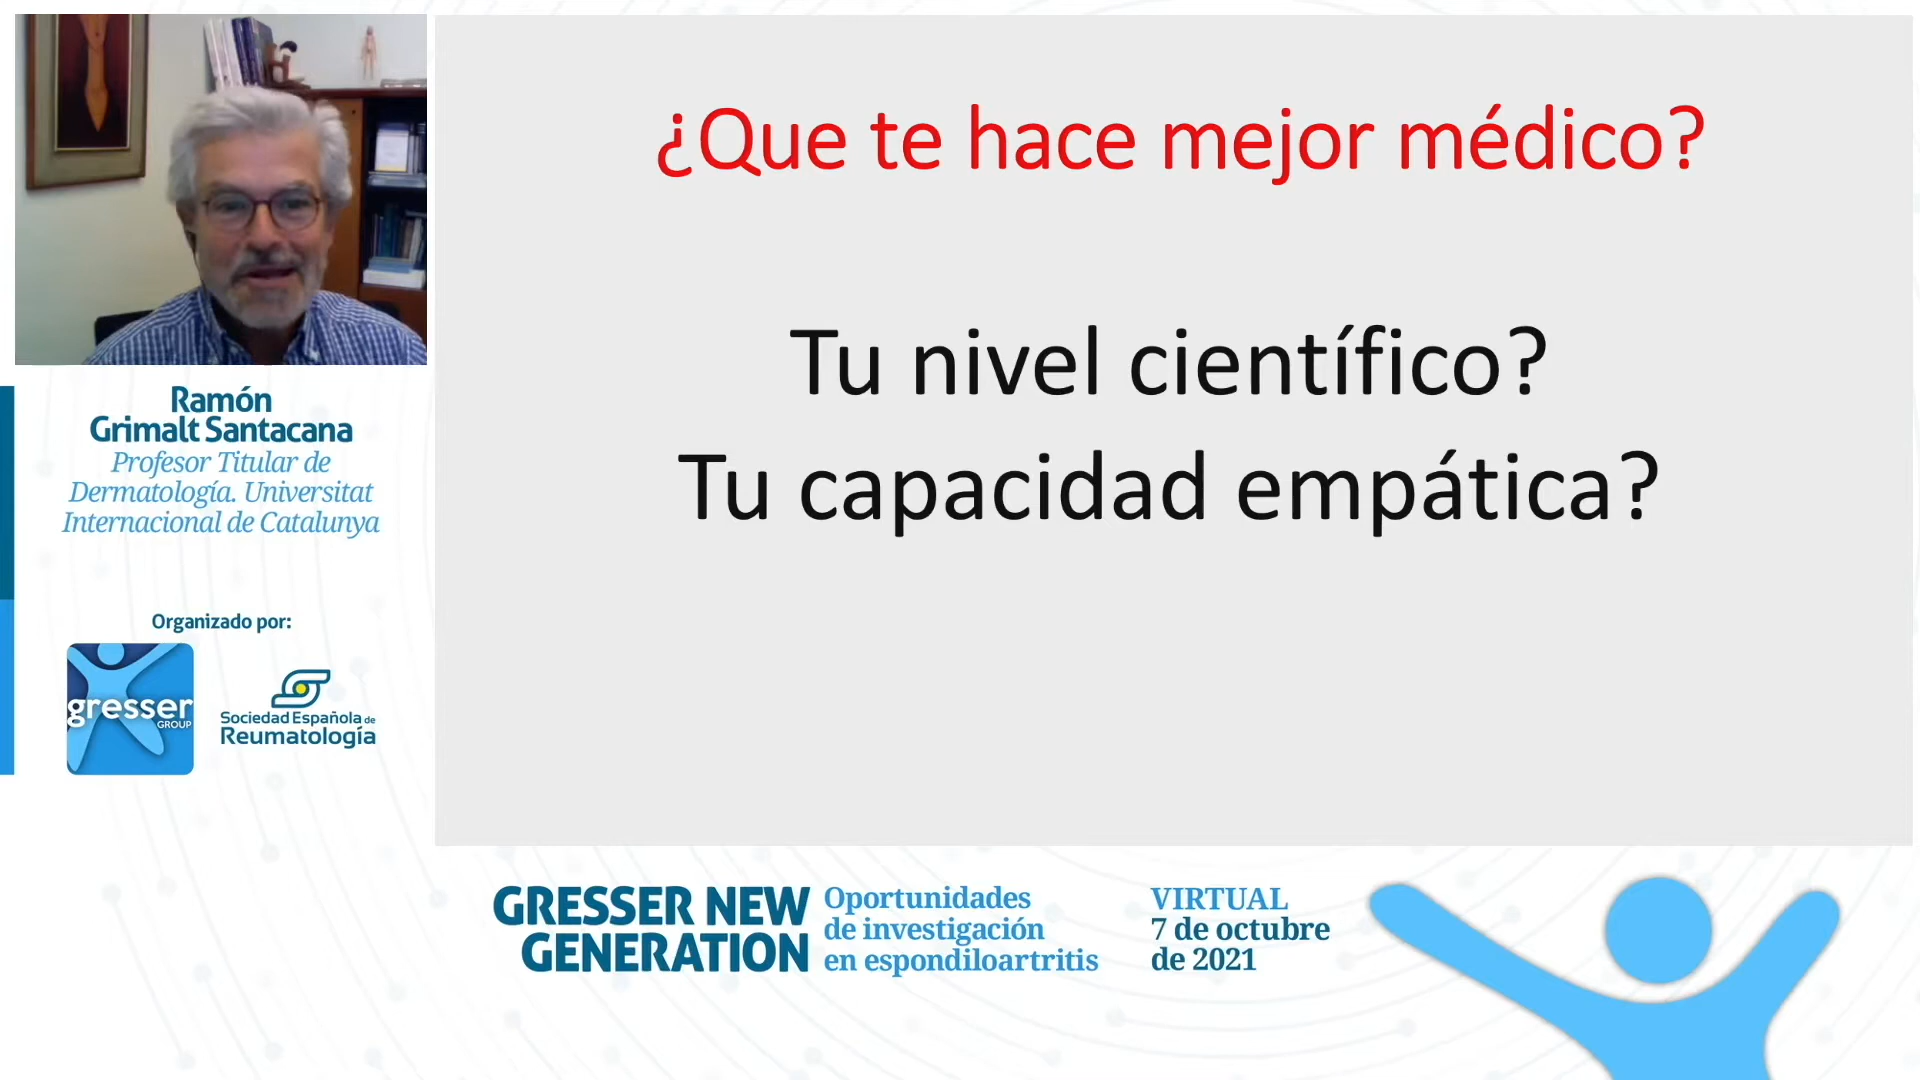 ¿Que te hace mejor médico?
Tu nivel científico?
Tu capacidad empática?
Ramón
Grimalt Santacana
Profesor Titular de
Dermatología. Universitat
Internacional de Catalunya
Organizado por:
gresser
GROUP
Sociedad Española de
Reumatología
GRESSER NEW
GENERATION
Oportunidades
de investigación
en espondiloartritis
VIRTUAL
7 de octubre
de 2021